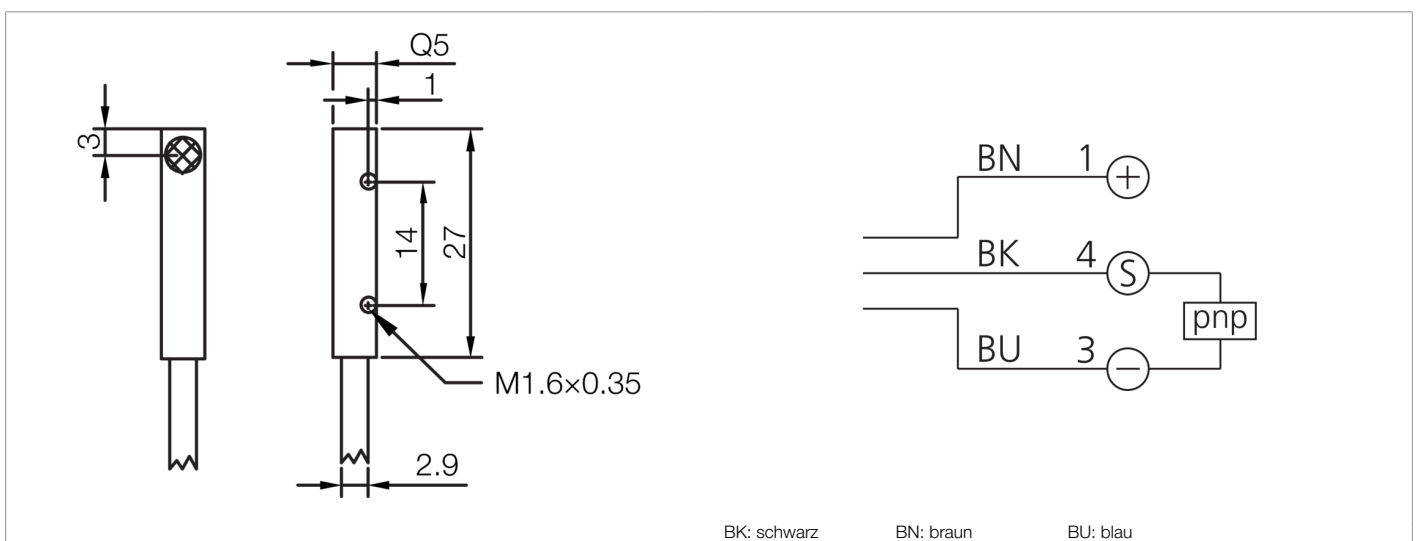 Q5
1
3
14
27
M1.6×0.35
2.9
BN 1 +
BK 4 S
pnp
BU 3 −
BK: schwarz BN: braun BU: blau